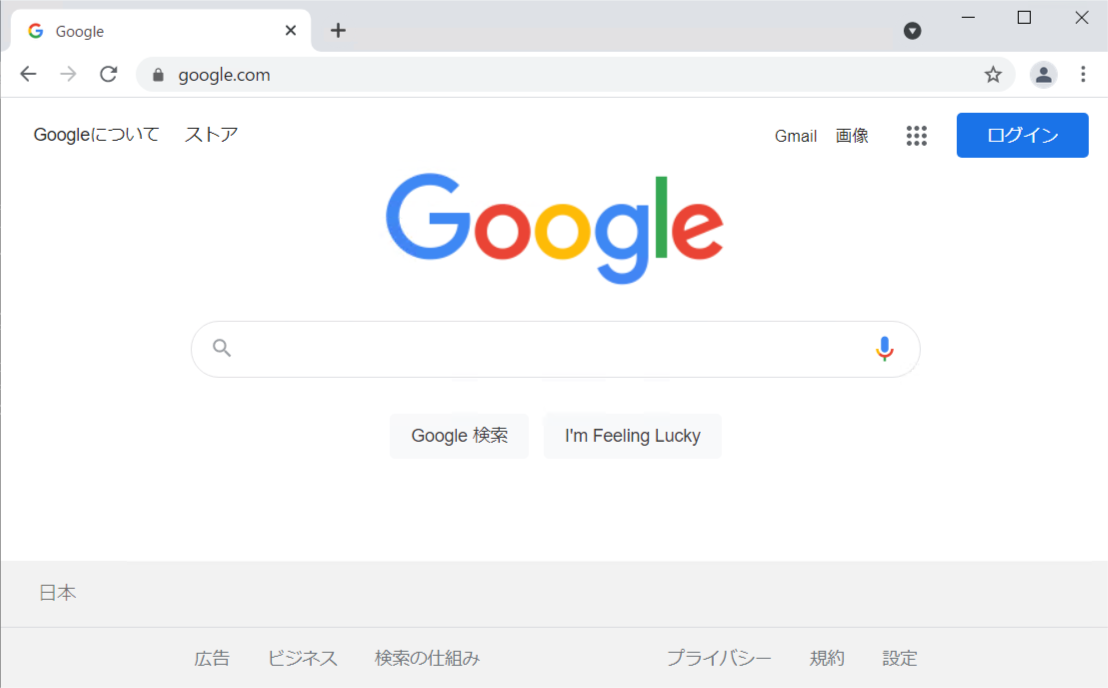 Google
google.com
Googleについて ストア Gmail 画像 ログイン
Google
Google 検索 I'm Feeling Lucky
日本
広告 ビジネス 検索の仕組み プライバシー 規約 設定